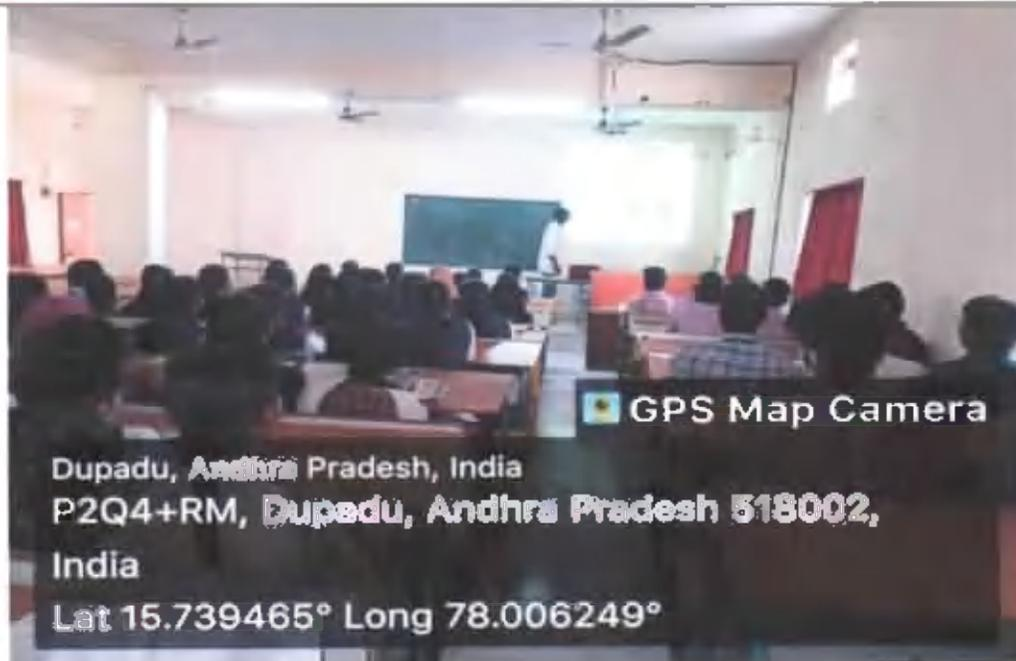 GPS Map Camera
Dupadu, Andhra Pradesh, India
P2Q4+RM, Dupadu, Andhra Pradesh 518002,
India
Lat 15.739465° Long 78.006249°